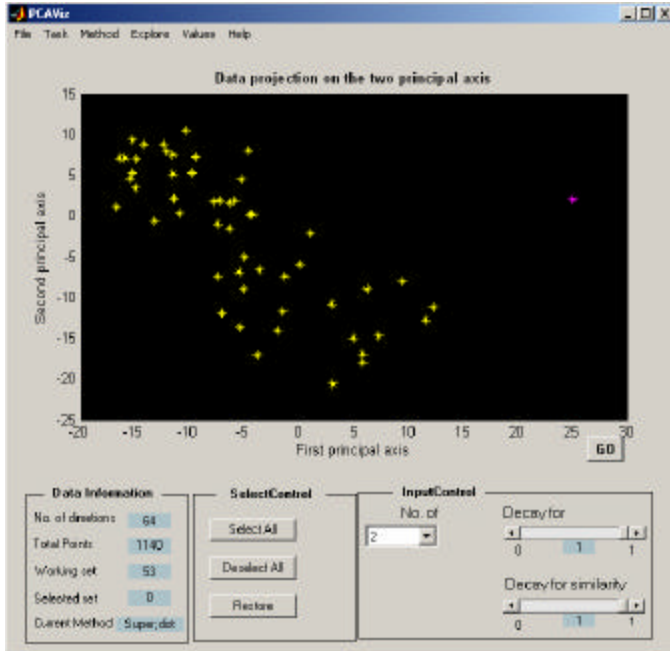 PCAViz
File Task Method Explore Values Help
Data projection on the two principal axis
15
10
5
0
-5
-10
-15
-20
-25
Second principal axis
-20 -15 -10 -5 0 5 10 15 20 25 30
First principal axis
GO
Data Information
No. of directions 64
Total Points 1140
Working set 53
Selected set 0
Current Method Super,dist
SelectControl
Select All
Deselect All
Restore
InputControl
No. of
2
Decay for
0 1 1
Decay for similarity
0 1 1